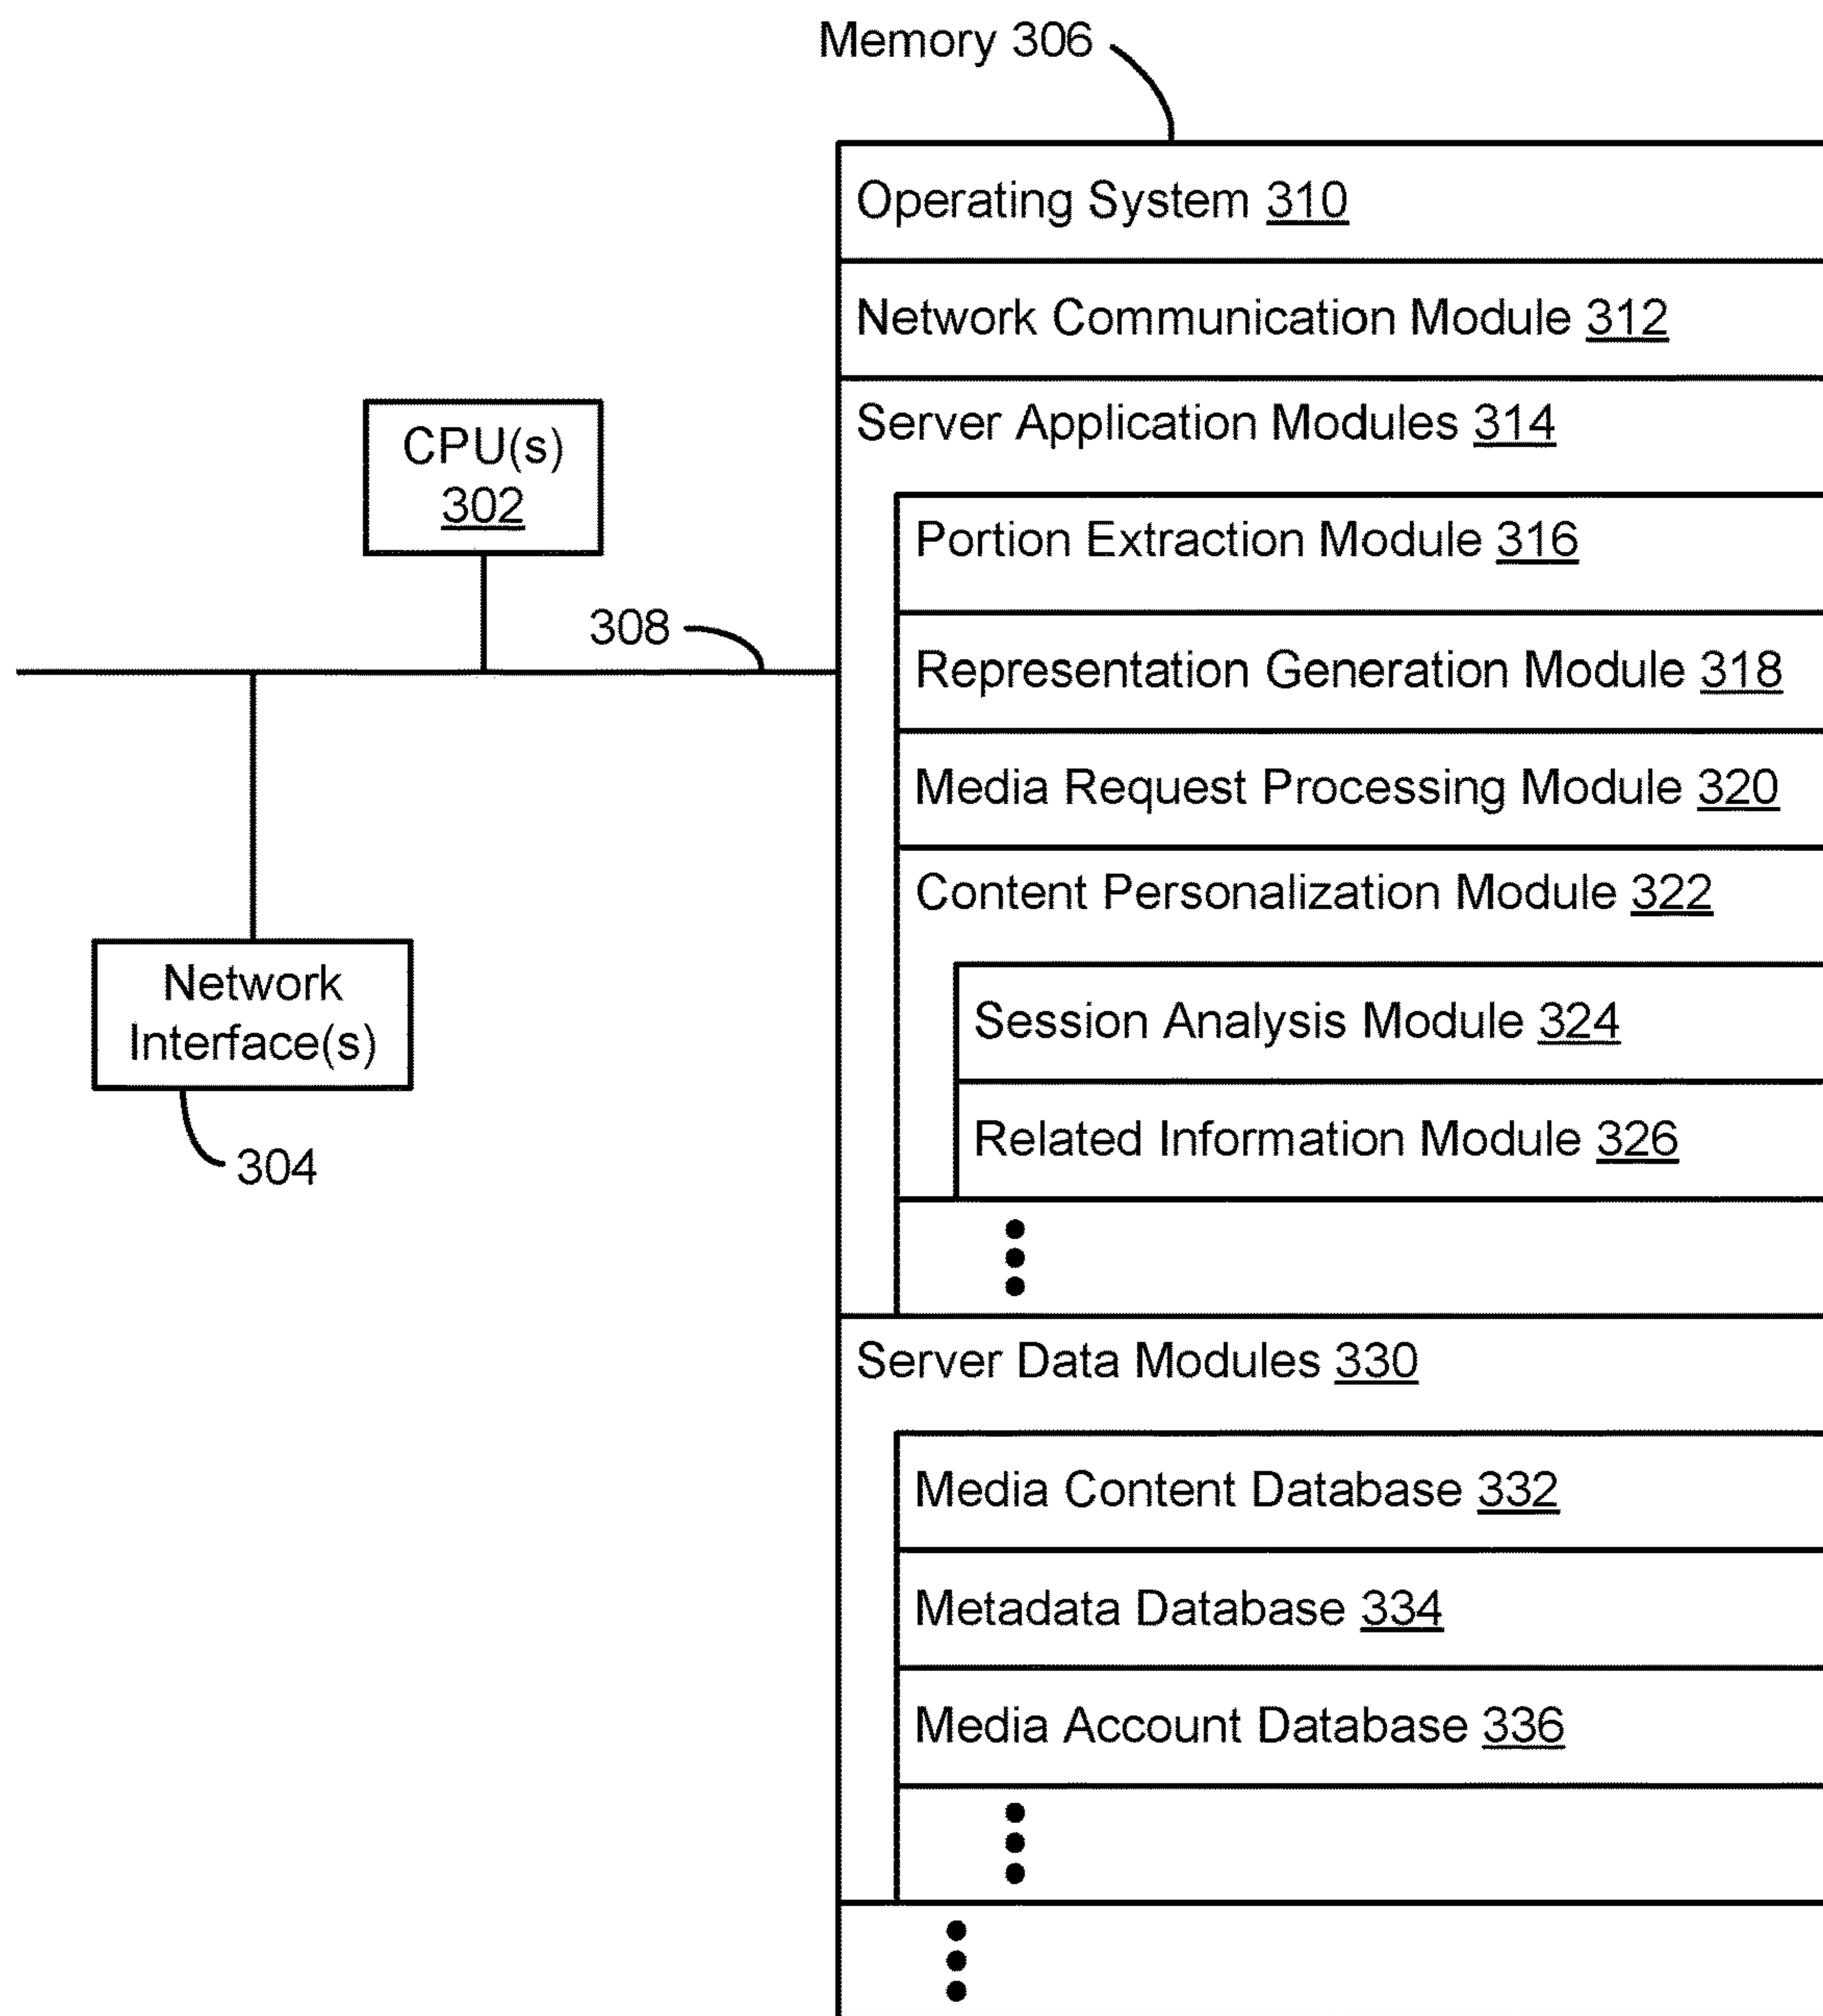 Memory 306
Operating System 310
Network Communication Module 312
Server Application Modules 314
CPU(s)
302
Portion Extraction Module 316
308
Representation Generation Module 318
Media Request Processing Module 320
Content Personalization Module 322
Network
Interface(s)
304
Session Analysis Module 324
Related Information Module 326
Server Data Modules 330
Media Content Database 332
Metadata Database 334
Media Account Database 336